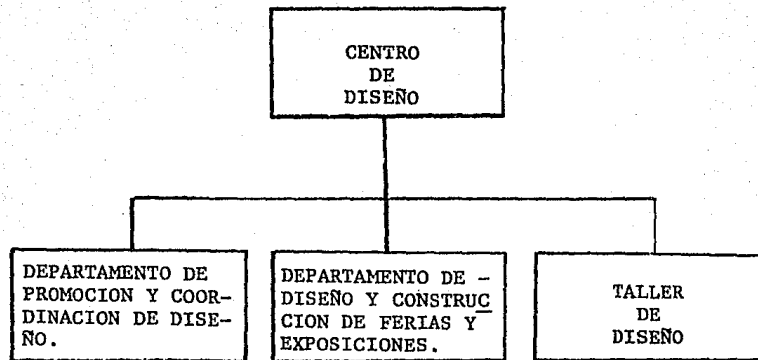 CENTRO
DE
DISEÑO
DEPARTAMENTO DE
PROMOCION Y COOR-
DINACION DE DISE-
ÑO.
DEPARTAMENTO DE -
DISEÑO Y CONSTRUC
CION DE FERIAS Y
EXPOSICIONES.
TALLER
DE
DISEÑO